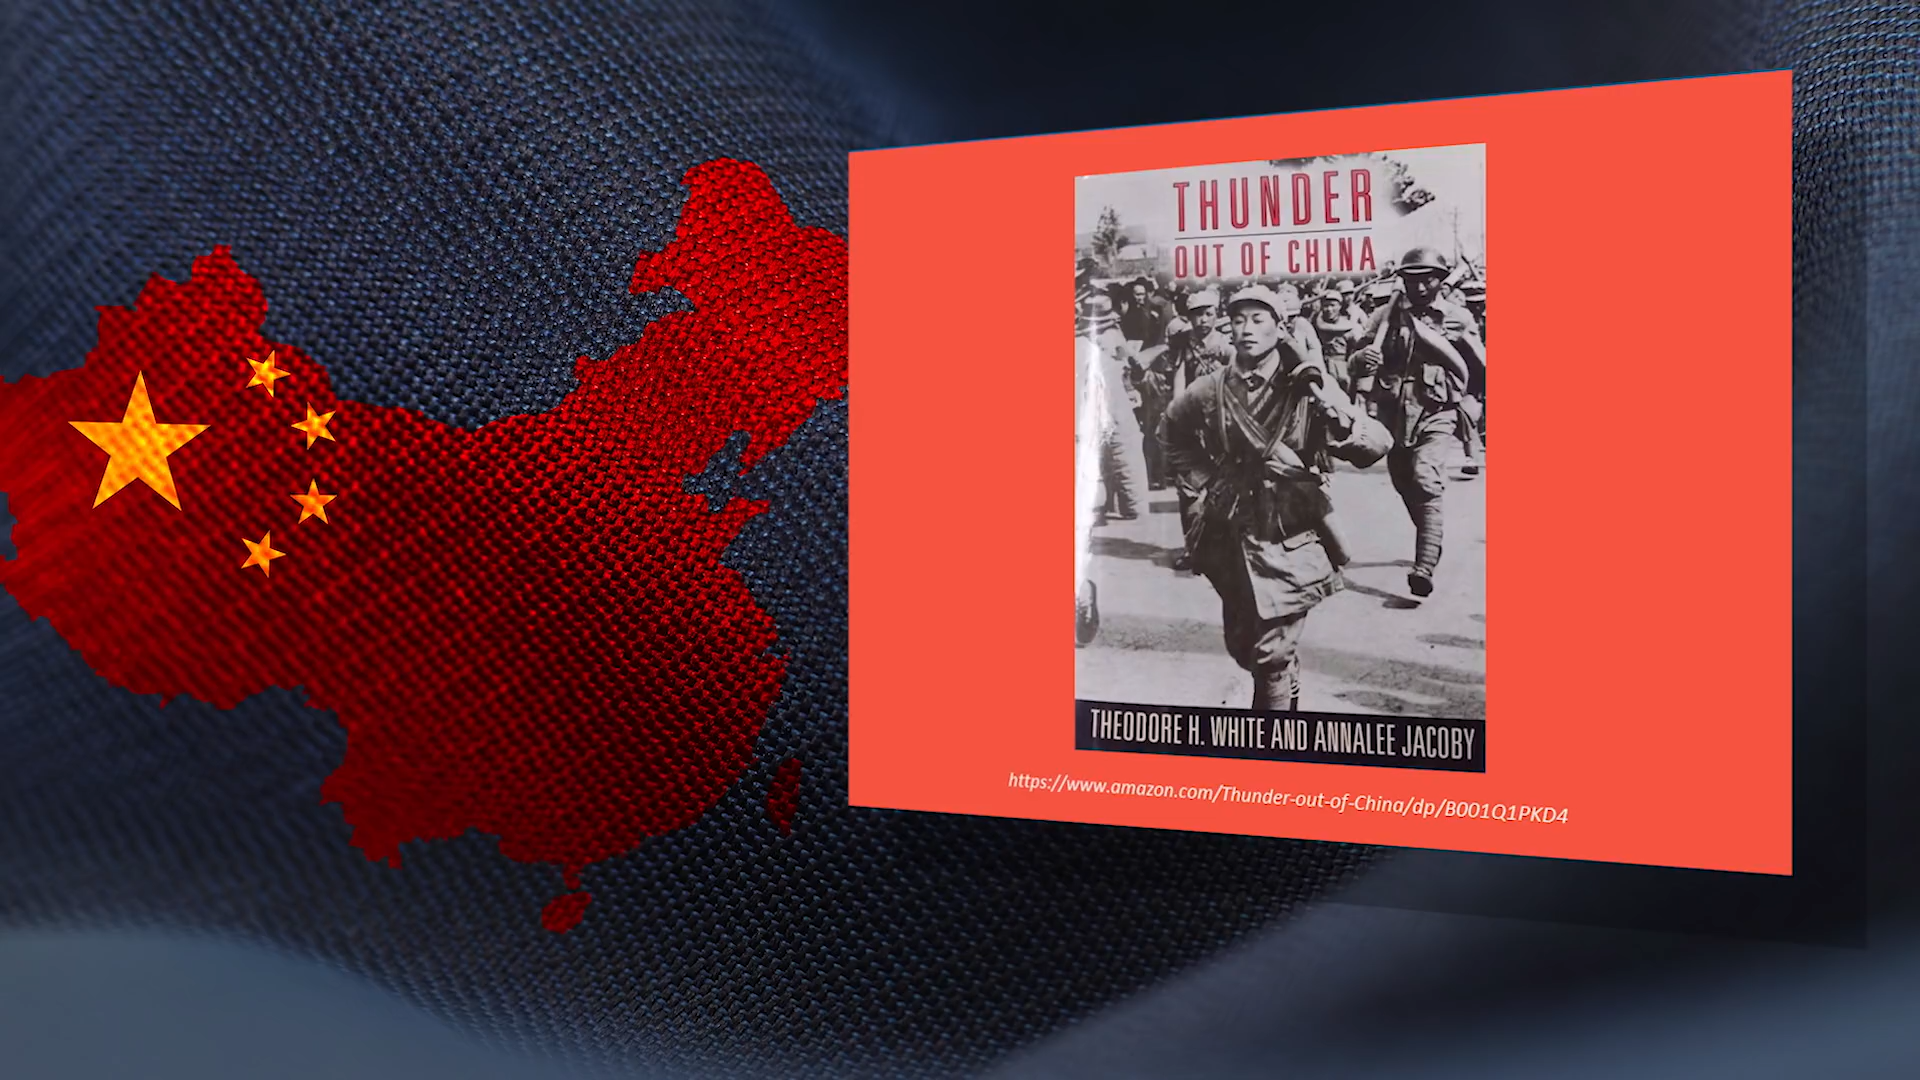 THUNDER
OUT OF CHINA
THEODORE H. WHITE AND ANNALEE JACOBY
https://www.amazon.com/Thunder-out-of-China/dp/B001Q1PKD4